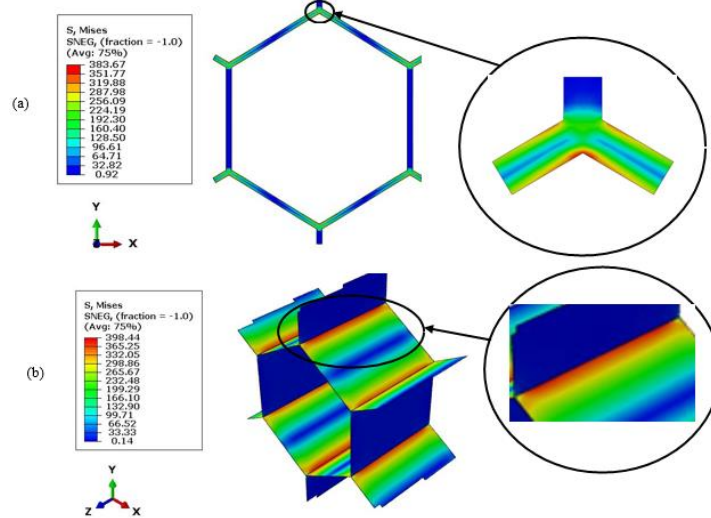 S, Mises
SNEG, (fraction = -1.0)
(Avg: 75%)
383.67
351.77
319.88
287.98
256.09
224.19
192.30
160.40
128.50
96.61
64.71
32.82
0.92
(a)
Y
Z
X
S, Mises
SNEG, (fraction = -1.0)
(Avg: 75%)
398.44
365.25
332.05
298.86
265.67
232.48
199.29
166.10
132.90
99.71
66.52
33.33
0.14
(b)
Y
Z
X